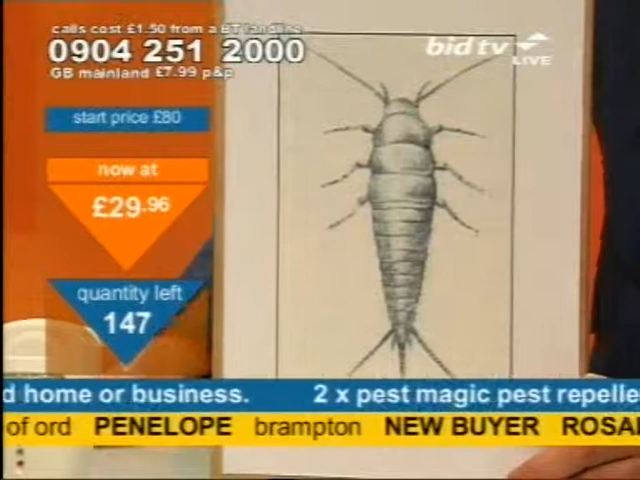 calls cost £1.50 from a BT landline
0904 251 2000
GB mainland £7.99 p&p
bid tv
LIVE
start price £80
now at
£29.96
quantity left
147
d home or business. 2 x pest magic pest repelle
of ord PENELOPE brampton NEW BUYER ROSA